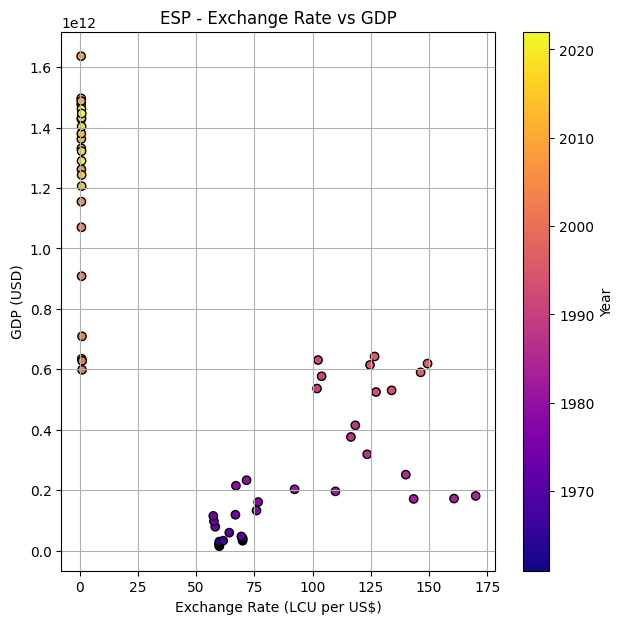 ESP - Exchange Rate vs GDP
1e12
1.6
1.4
1.2
1.0
0.8
0.6
0.4
0.2
0.0
GDP (USD)
0 25 50 75 100 125 150 175
Exchange Rate (LCU per US$)
2020
2010
2000
1990
1980
1970
Year